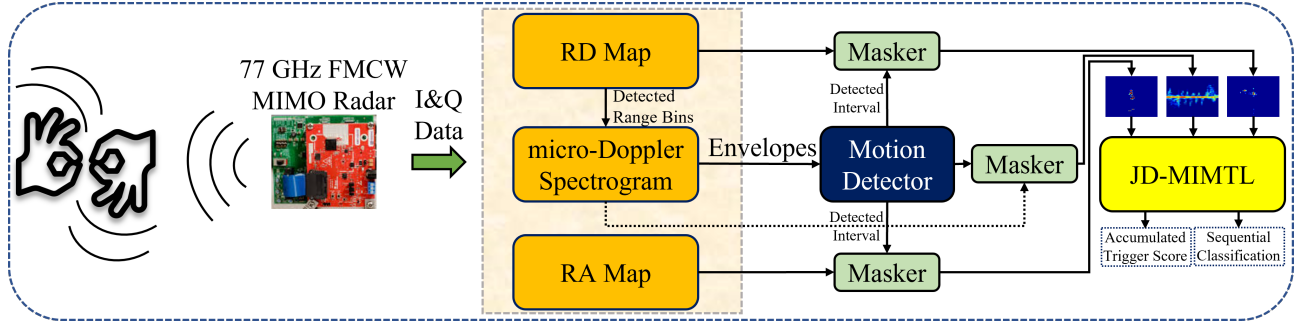 77 GHz FMCW
MIMO Radar
I&Q
Data
RD Map
Detected
Range Bins
micro-Doppler
Spectrogram
RA Map
Envelopes
Masker
Detected
Interval
Motion
Detector
Detected
Interval
Masker
Masker
JD-MIMTL
Accumulated
Trigger Score
Sequential
Classification